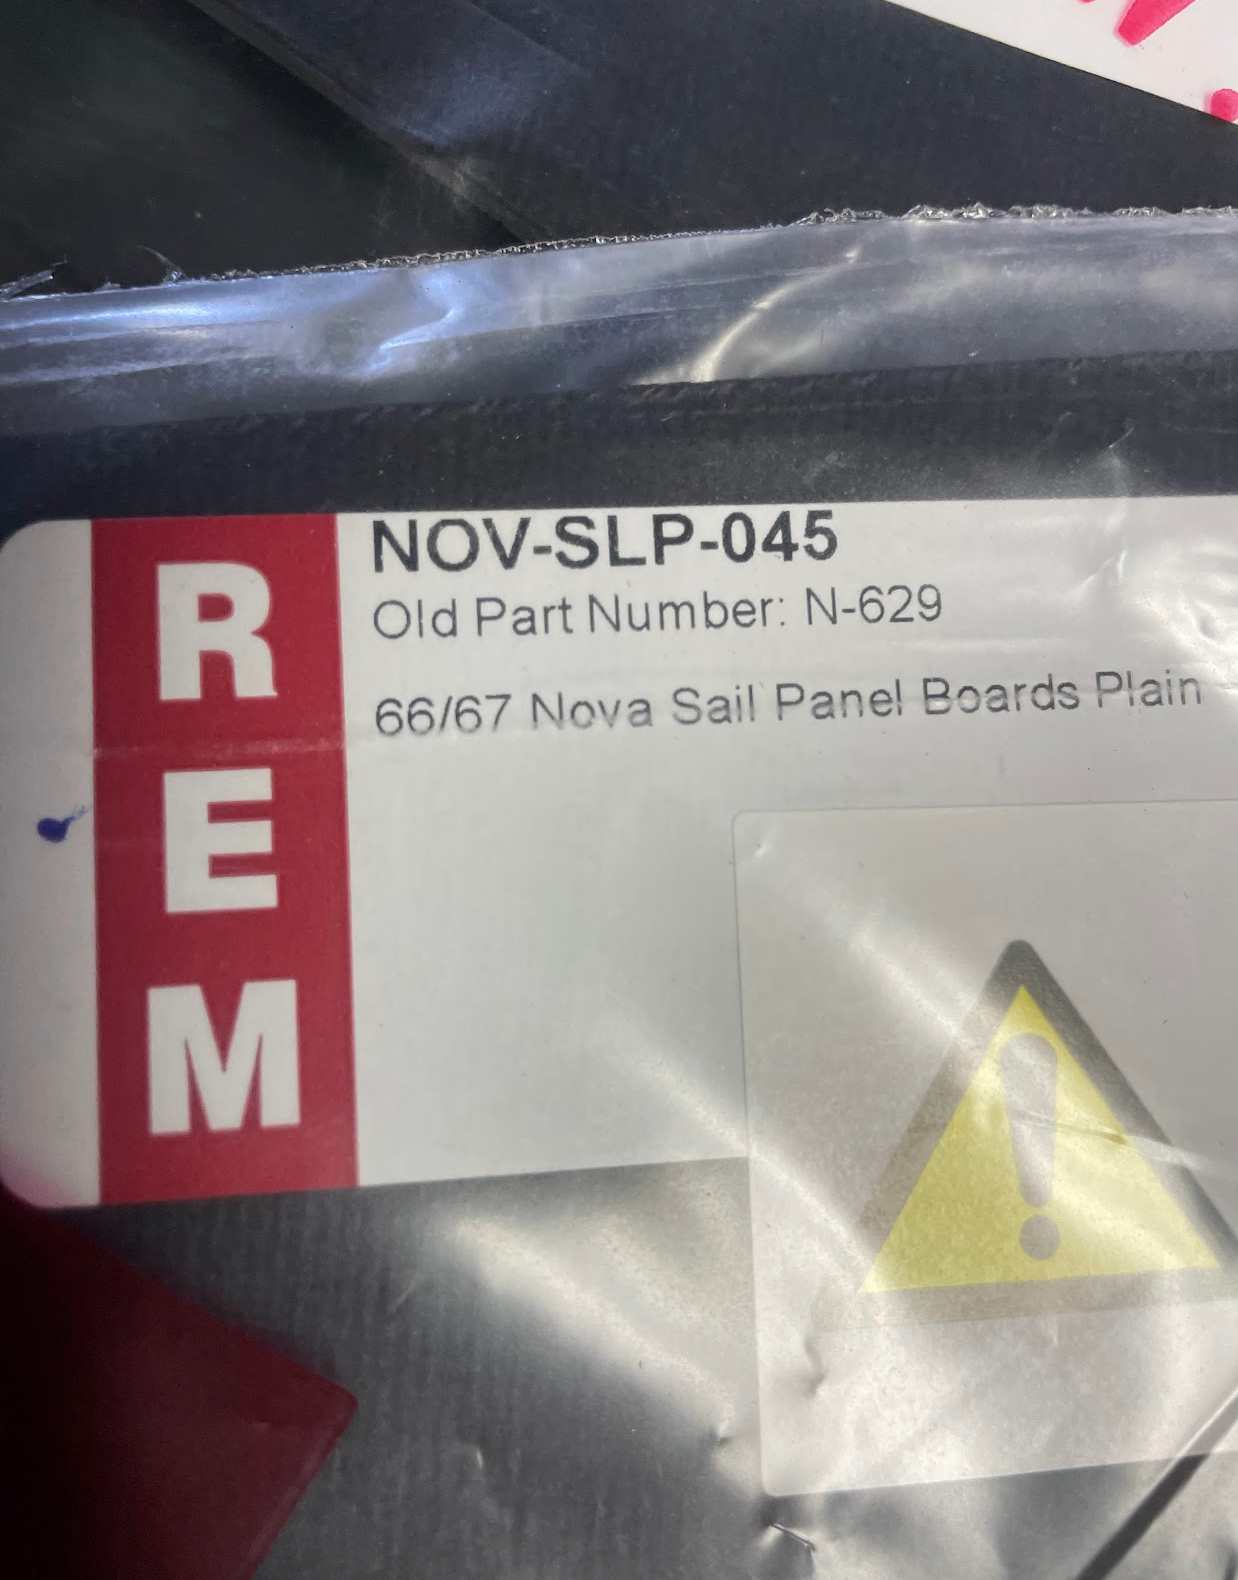 NOV-SLP-045
Old Part Number: N-629
66/67 Nova Sail Panel Boards Plain
REM